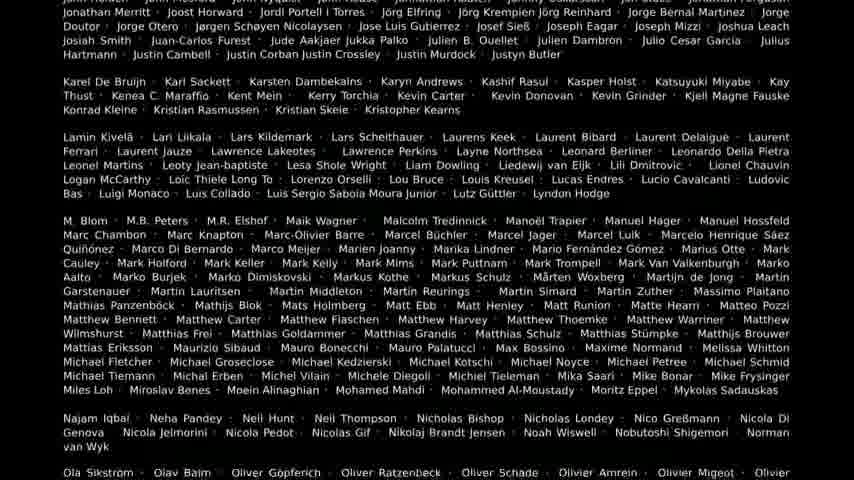 Jonathan Merritt · Joost Howard · Jordi Portell i Torres · Jörg Elfring · Jörg Krempien Jörg Reinhard · Jorge Bernal Martinez · Jorge
Doutor · Jorge Otero · Jørgen Schøyen Nicolaysen · Jose Luis Gutierrez · Josef Sieß · Joseph Eagar · Joseph Mizzi · Joshua Leach
Josiah Smith · Juan-Carlos Furest · Jude Aakjaer Jukka Palko · Julien B. Ouellet · Julien Dambron · Julio Cesar Garcia · Julius
Hartmann · Justin Cambell · Justin Corban Justin Crossley · Justin Murdock · Justyn Butler
Karel De Bruijn · Karl Sackett · Karsten Dambekalns · Karyn Andrews · Kashif Rasul · Kasper Holst · Katsuyuki Miyabe · Kay
Thust · Kenea C. Maraffio · Kent Mein · Kerry Torchia · Kevin Carter · Kevin Donovan · Kevin Grinder · Kjell Magne Fauske
Konrad Kleine · Kristian Rasmussen · Kristian Skeie · Kristopher Kearns
Lamin Kivelä · Lari Liikala · Lars Kildemark · Lars Scheithauer · Laurens Keek · Laurent Bibard · Laurent Delaigue · Laurent
Ferrari · Laurent Jauze · Lawrence Lakeotes · Lawrence Perkins · Layne Northsea · Leonard Berliner · Leonardo Della Pietra
Leonel Martins · Leoty Jean-baptiste · Lesa Shole Wright · Liam Dowling · Liedewij van Eijk · Lili Dmitrovic · Lionel Chauvin
Logan McCarthy · Loic Thiele Long To · Lorenzo Orselli · Lou Bruce · Louis Kreusel · Lucas Endres · Lucio Cavalcanti · Ludovic
Bas · Luigi Monaco · Luis Collado · Luis Sergio Saboia Moura Junior · Lutz Güttler · Lyndon Hodge
M. Blom · M.B. Peters · M.R. Elshof · Maik Wagner · Malcolm Tredinnick · Manoël Trapier · Manuel Hager · Manuel Hossfeld
Marc Chambon · Marc Knapton · Marc-Olivier Barre · Marcel Büchler · Marcel Jager · Marcel Luik · Marcelo Henrique Sáez
Quiñónez · Marco Di Bernardo · Marco Meijer · Marien Joanny · Marika Lindner · Mario Fernández Gómez · Marius Otte · Mark
Cauley · Mark Holford · Mark Keller · Mark Kelly · Mark Mims · Mark Puttnam · Mark Trompell · Mark Van Valkenburgh · Marko
Aalto · Marko Burjek · Marko Dimiskovski · Markus Kothe · Markus Schulz · Mårten Woxberg · Martijn de Jong · Martin
Garstenauer · Martin Lauritsen · Martin Middleton · Martin Reurings · Martin Simard · Martin Zuther · Massimo Plaitano
Mathias Panzenböck · Mathijs Blok · Mats Holmberg · Matt Ebb · Matt Henley · Matt Runion · Matte Hearn · Matteo Pozzi
Matthew Bennett · Matthew Carter · Matthew Fiaschen · Matthew Harvey · Matthew Thoemke · Matthew Warriner · Matthew
Wilmshurst · Matthias Frei · Matthias Goldammer · Matthias Grandis · Matthias Schulz · Matthias Stümpke · Matthijs Brouwer
Mattias Eriksson · Maurizio Sibaud · Mauro Bonecchi · Mauro Palatucci · Max Bossino · Maxime Normand · Melissa Whitton
Michael Fletcher · Michael Groseclose · Michael Kedzierski · Michael Kotschi · Michael Noyce · Michael Petree · Michael Schmid
Michael Tiemann · Michal Erben · Michel Vilain · Michele Diegoli · Michiel Tieleman · Mika Saari · Mike Bonar · Mike Frysinger
Miles Loh · Miroslav Benes · Moein Alinaghian · Mohamed Mahdi · Mohammed Al-Moustady · Moritz Eppel · Mykolas Sadauskas
Najam Iqbal · Neha Pandey · Neil Hunt · Neil Thompson · Nicholas Bishop · Nicholas Londey · Nico Greßmann · Nicola Di
Genova · Nicola Jelmorini · Nicola Pedot · Nicolas Gif · Nikolaj Brandt Jensen · Noah Wiswell · Nobutoshi Shigemori · Norman
van Wyk
Ola Sikström · Olav Balm · Oliver Göpferich · Oliver Ratzenbeck · Oliver Schade · Olivier Amrein · Olivier Migeot · Olivier